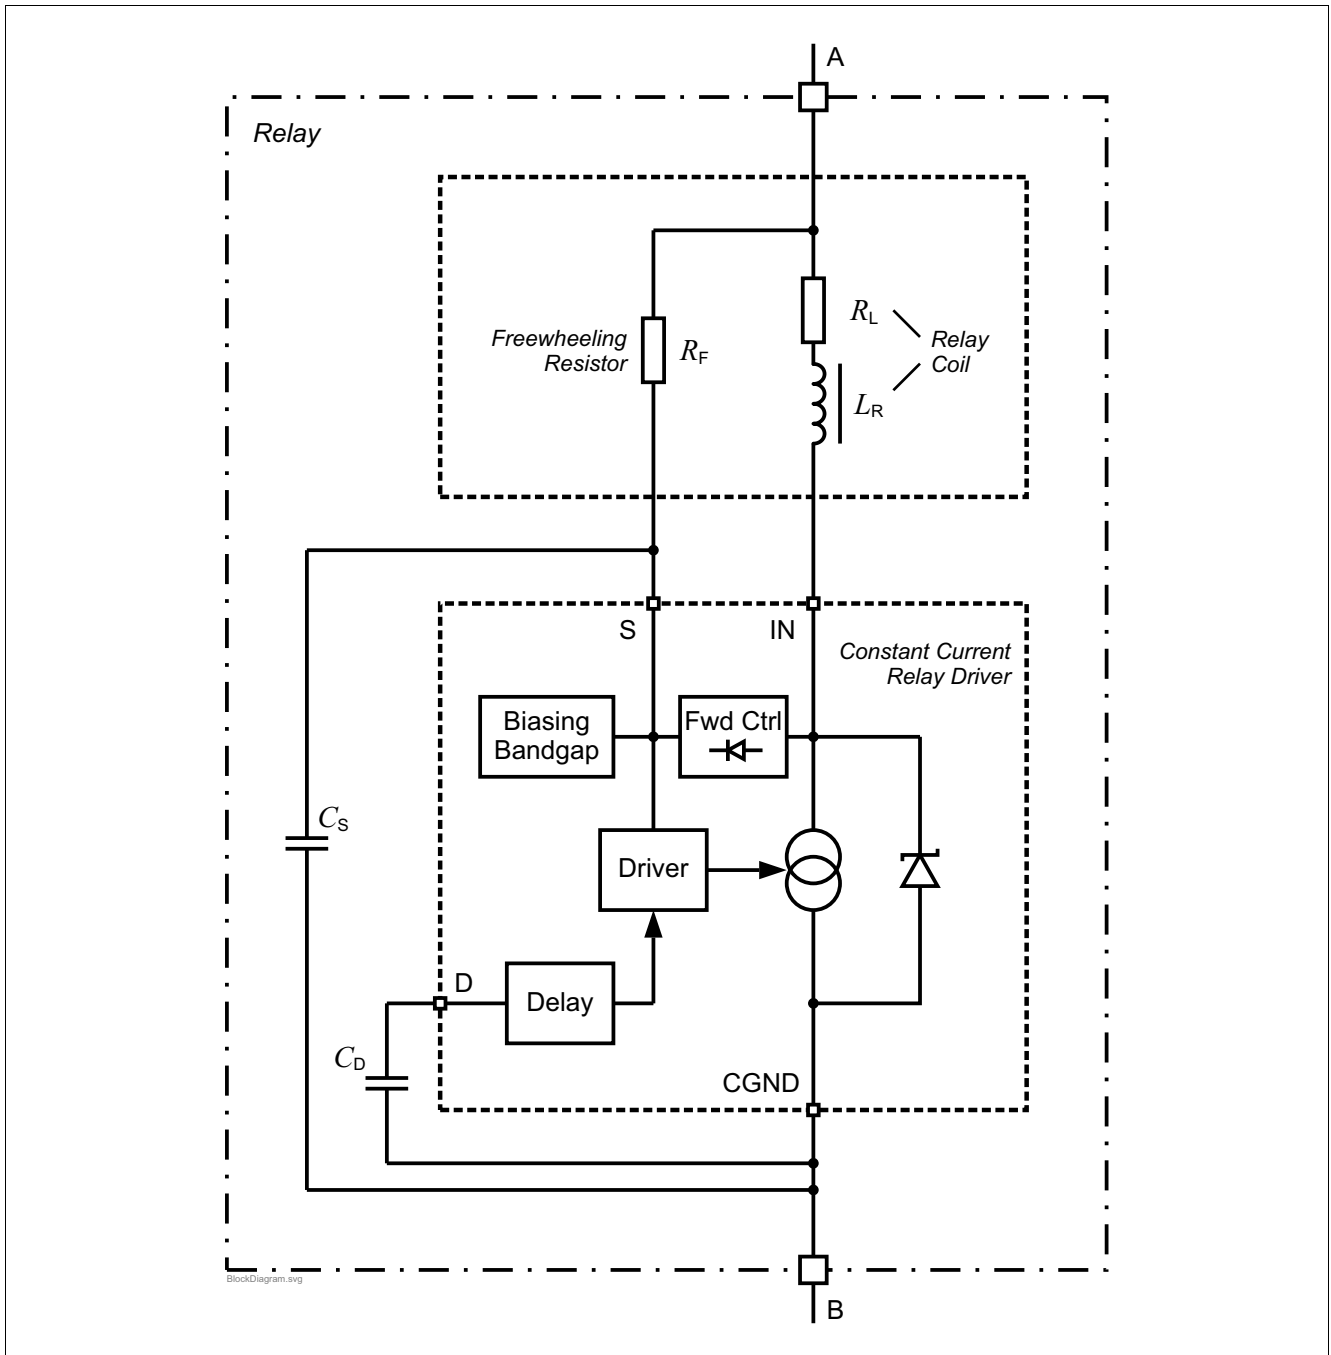 A
Relay
Freewheeling
Resistor
RF
RL
LR
Relay
Coil
S
IN
Constant Current
Relay Driver
Biasing
Bandgap
Fwd Ctrl
CS
Driver
D
Delay
CD
CGND
BlockDiagram.svg
B